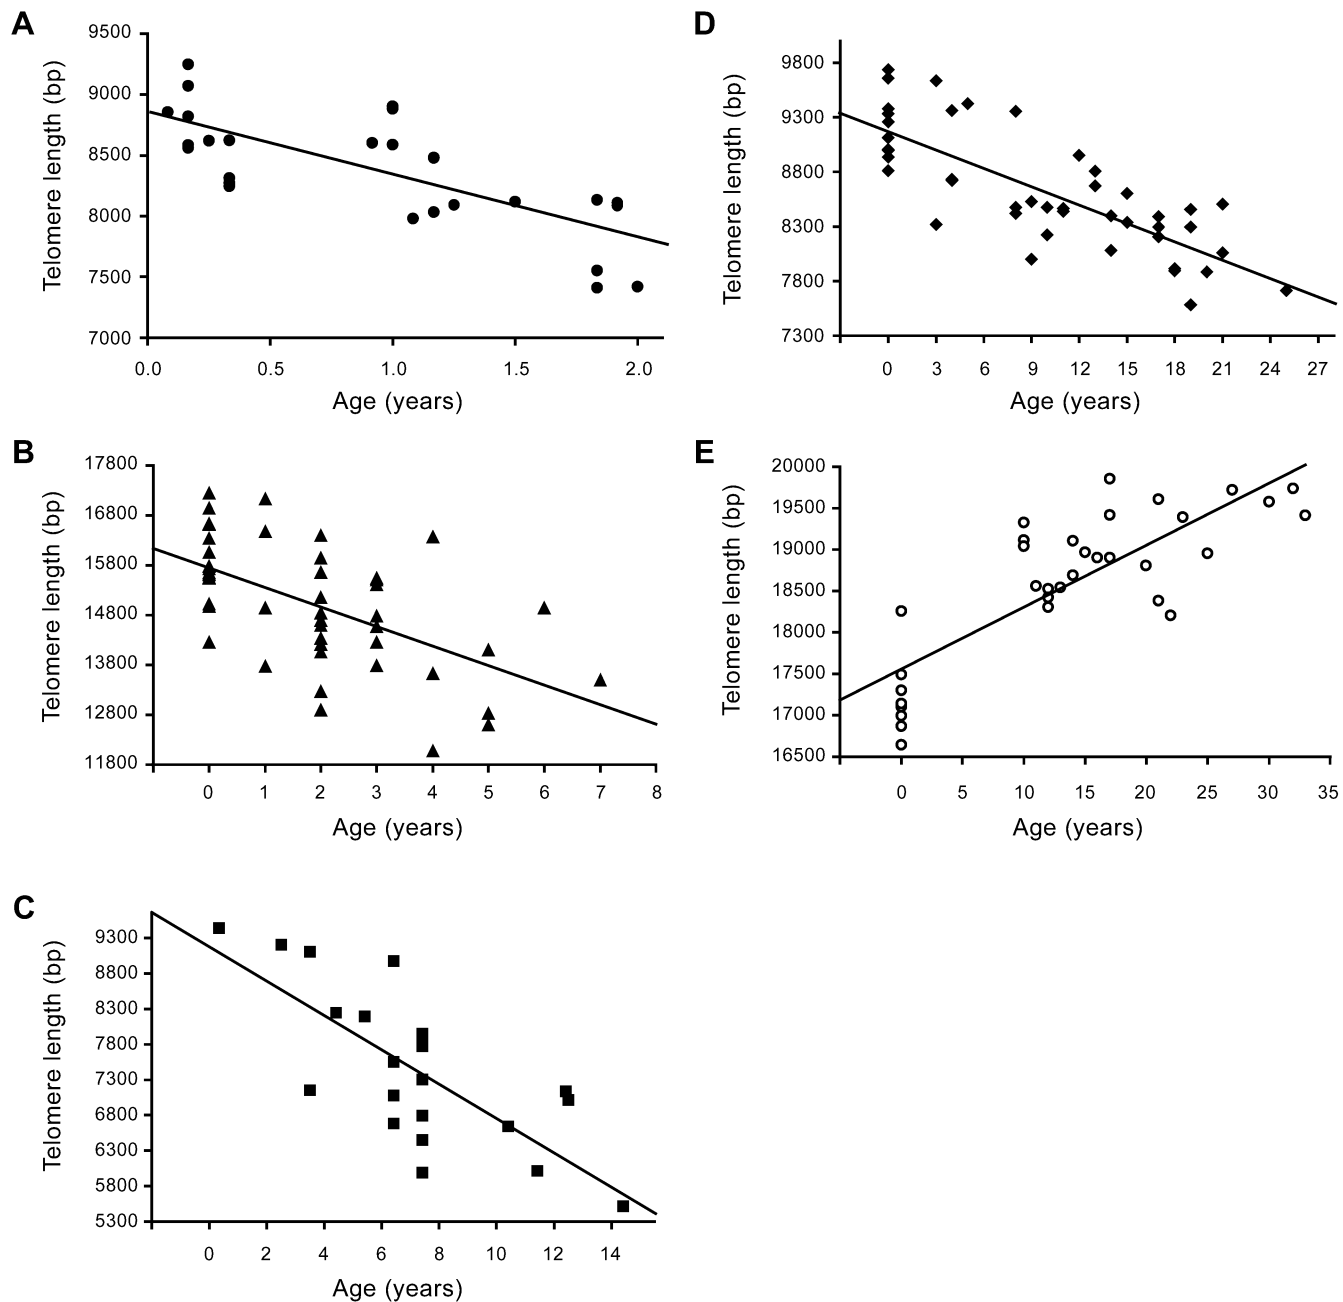 A
Telomere length (bp)
9500
9000
8500
8000
7500
7000
0.0 0.5 1.0 1.5 2.0
Age (years)
D
Telomere length (bp)
9800
9300
8800
8300
7800
7300
0 3 6 9 12 15 18 21 24 27
Age (years)
B
Telomere length (bp)
17800
16800
15800
14800
13800
12800
11800
0 1 2 3 4 5 6 7 8
Age (years)
E
Telomere length (bp)
20000
19500
19000
18500
18000
17500
17000
16500
0 5 10 15 20 25 30 35
Age (years)
C
Telomere length (bp)
9300
8800
8300
7800
7300
6800
6300
5800
5300
0 2 4 6 8 10 12 14
Age (years)